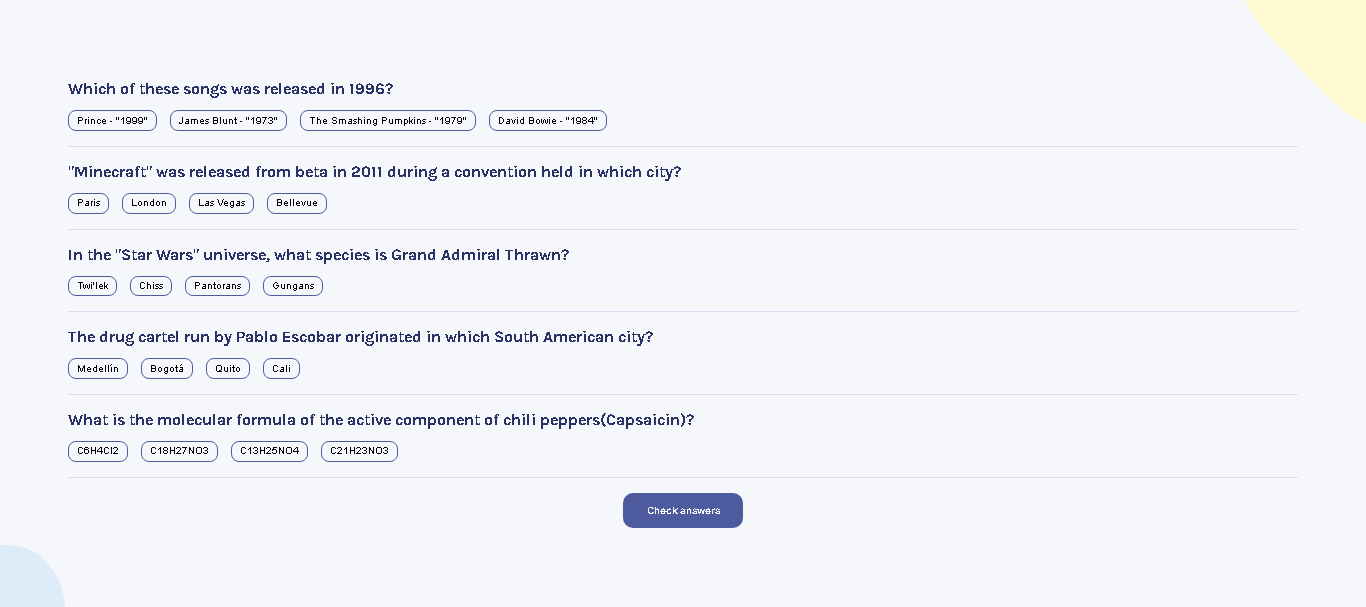 Which of these songs was released in 1996?
Prince - "1999" James Blunt - "1973" The Smashing Pumpkins - "1979" David Bowie - "1984"
"Minecraft" was released from beta in 2011 during a convention held in which city?
Paris London Las Vegas Bellevue
In the "Star Wars" universe, what species is Grand Admiral Thrawn?
Twi'lek Chiss Pantorans Gungans
The drug cartel run by Pablo Escobar originated in which South American city?
Medellín Bogotá Quito Cali
What is the molecular formula of the active component of chili peppers(Capsaicin)?
C6H4Cl2 C18H27NO3 C13H25NO4 C21H23NO3
Check answers